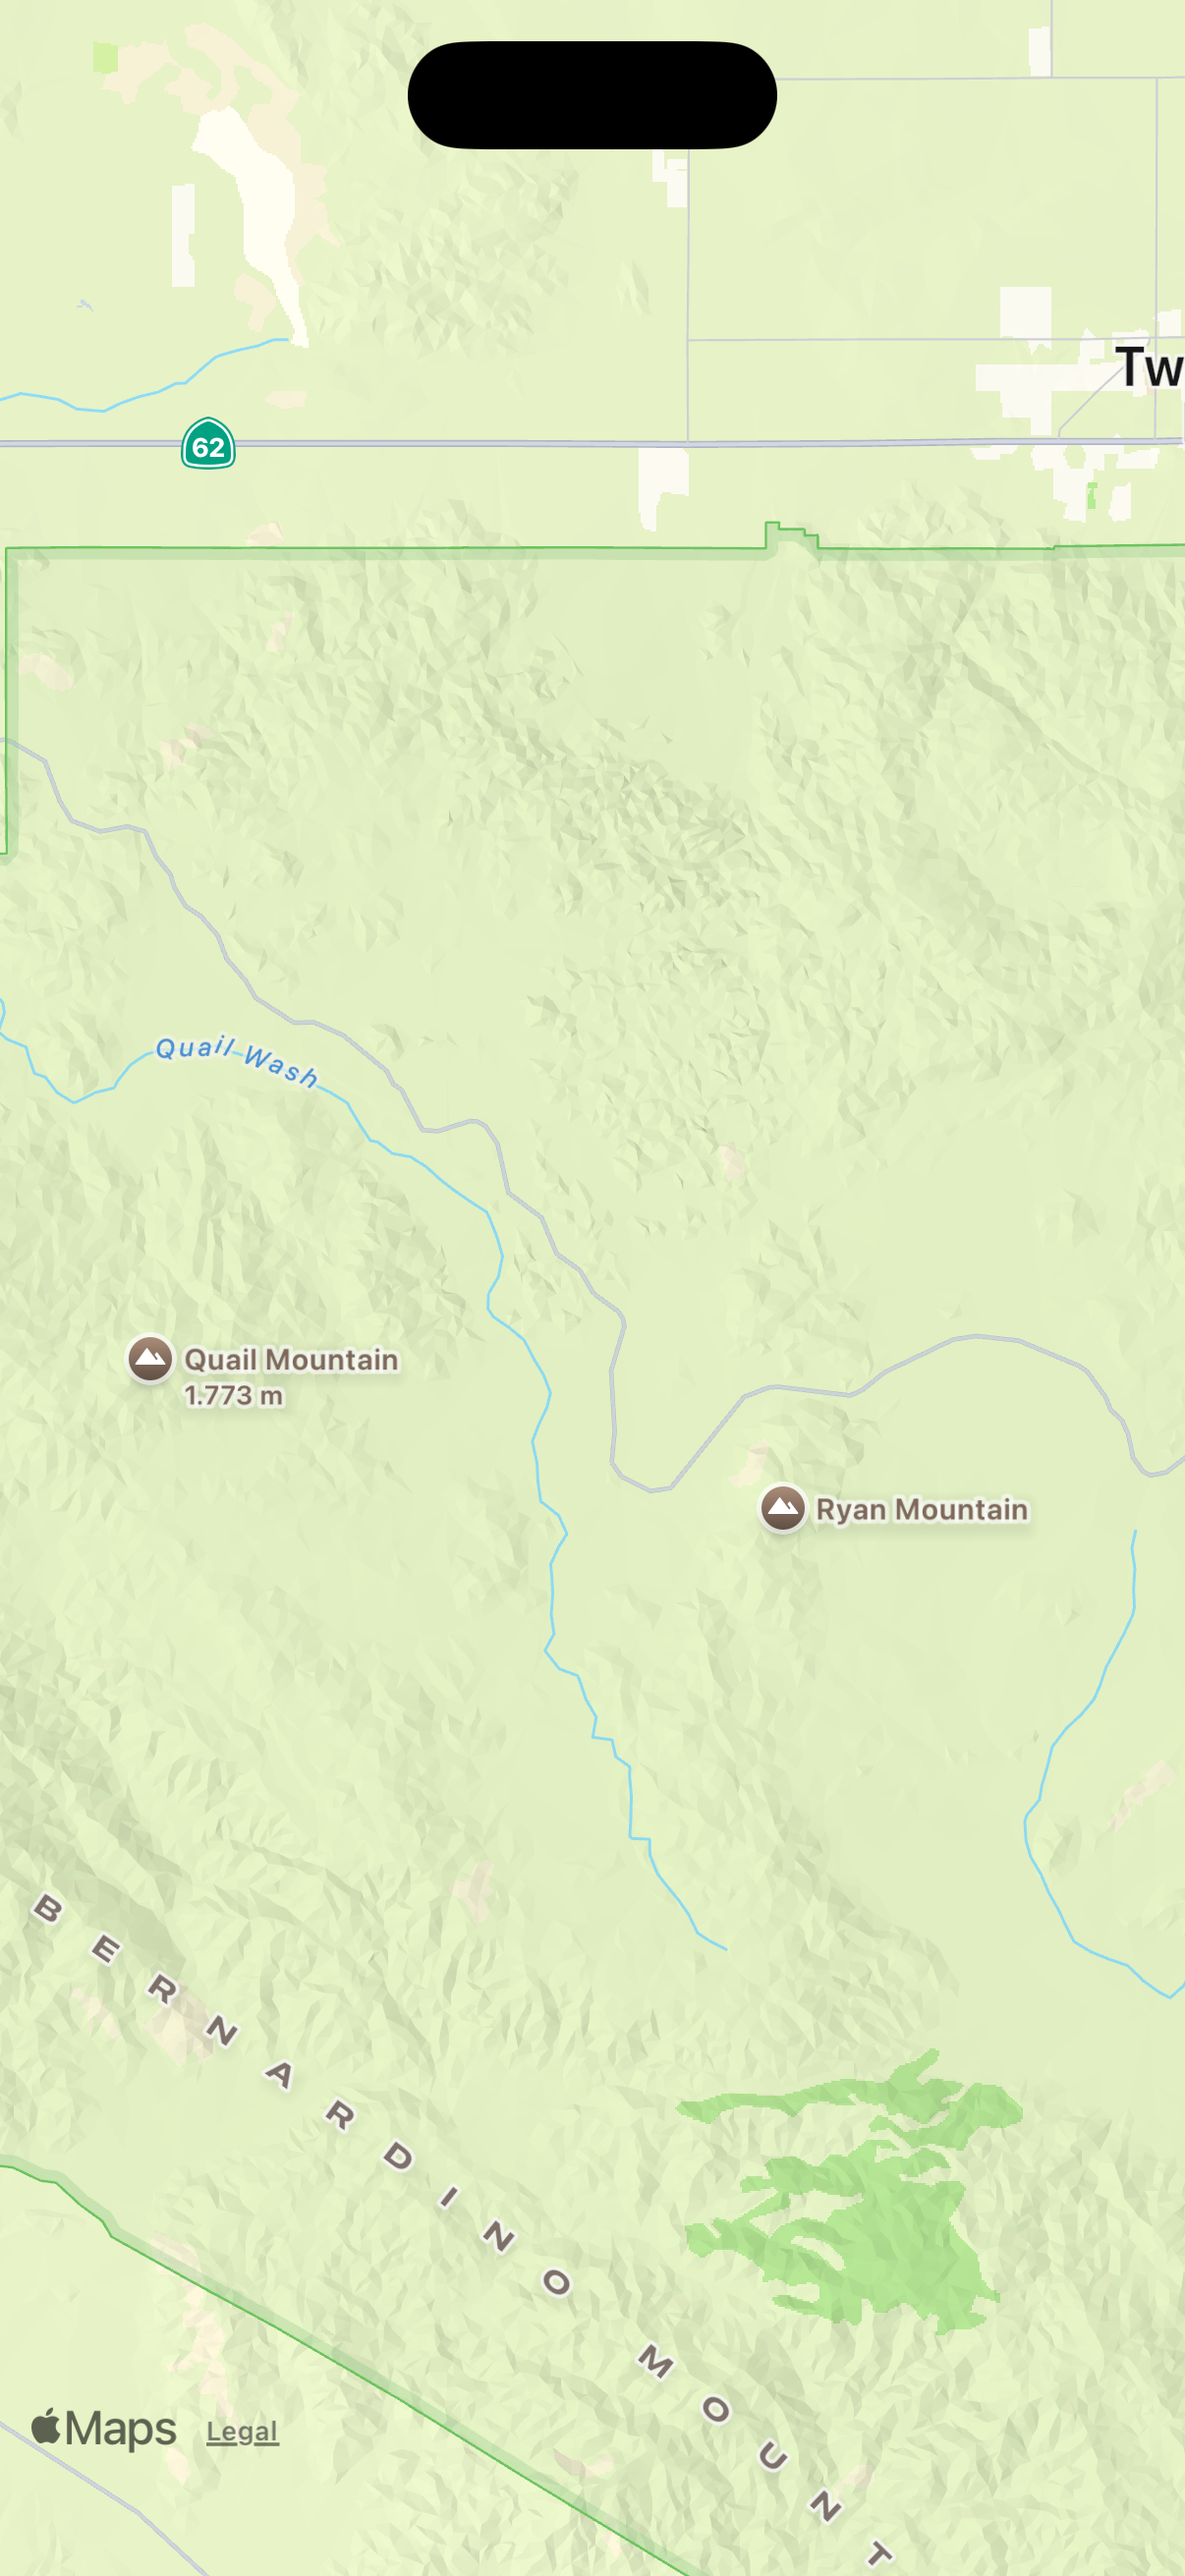 Tw
62
Quail Wash
Quail Mountain
1.773 m
Ryan Mountain
BERNARDINO MOUNT
Maps Legal